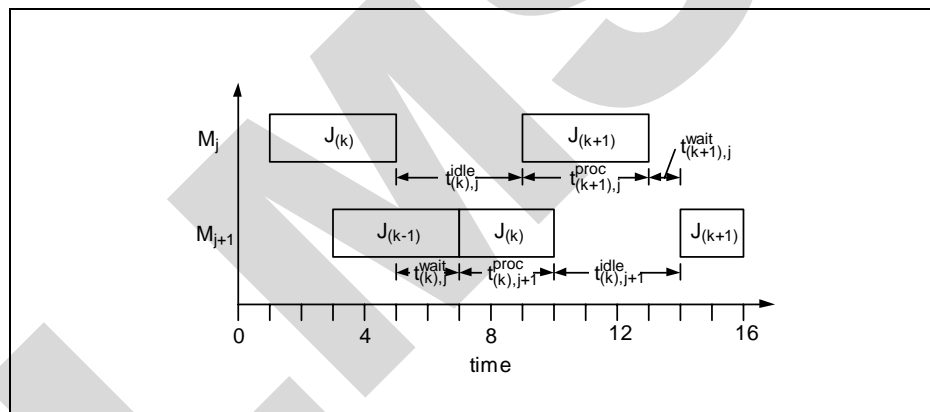 M_j J_(k) J_(k+1) t^wait_(k+1),j
t^idle_(k),j t^proc_(k+1),j
M_j+1 J_(k-1) J_(k) J_(k+1)
t^wait_(k),j t^proc_(k),j+1 t^idle_(k),j+1
0 4 8 12 16
time